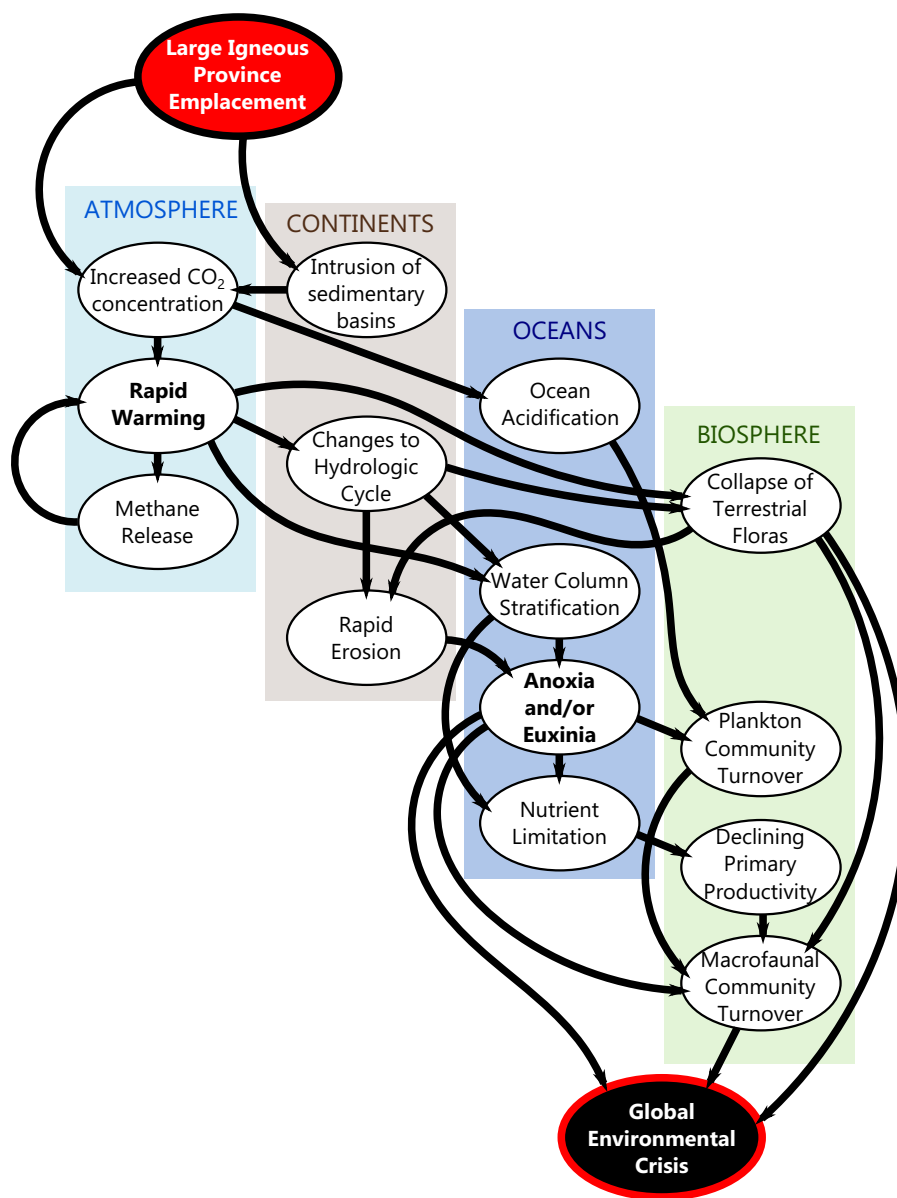 Large Igneous
Province
Emplacement
ATMOSPHERE
Increased CO₂
concentration
Rapid
Warming
Methane
Release
CONTINENTS
Intrusion of
sedimentary
basins
Changes to
Hydrologic
Cycle
Rapid
Erosion
OCEANS
Ocean
Acidification
Water Column
Stratification
Anoxia
and/or
Euxinia
Nutrient
Limitation
BIOSPHERE
Collapse of
Terrestrial
Floras
Plankton
Community
Turnover
Declining
Primary
Productivity
Macrofaunal
Community
Turnover
Global
Environmental
Crisis